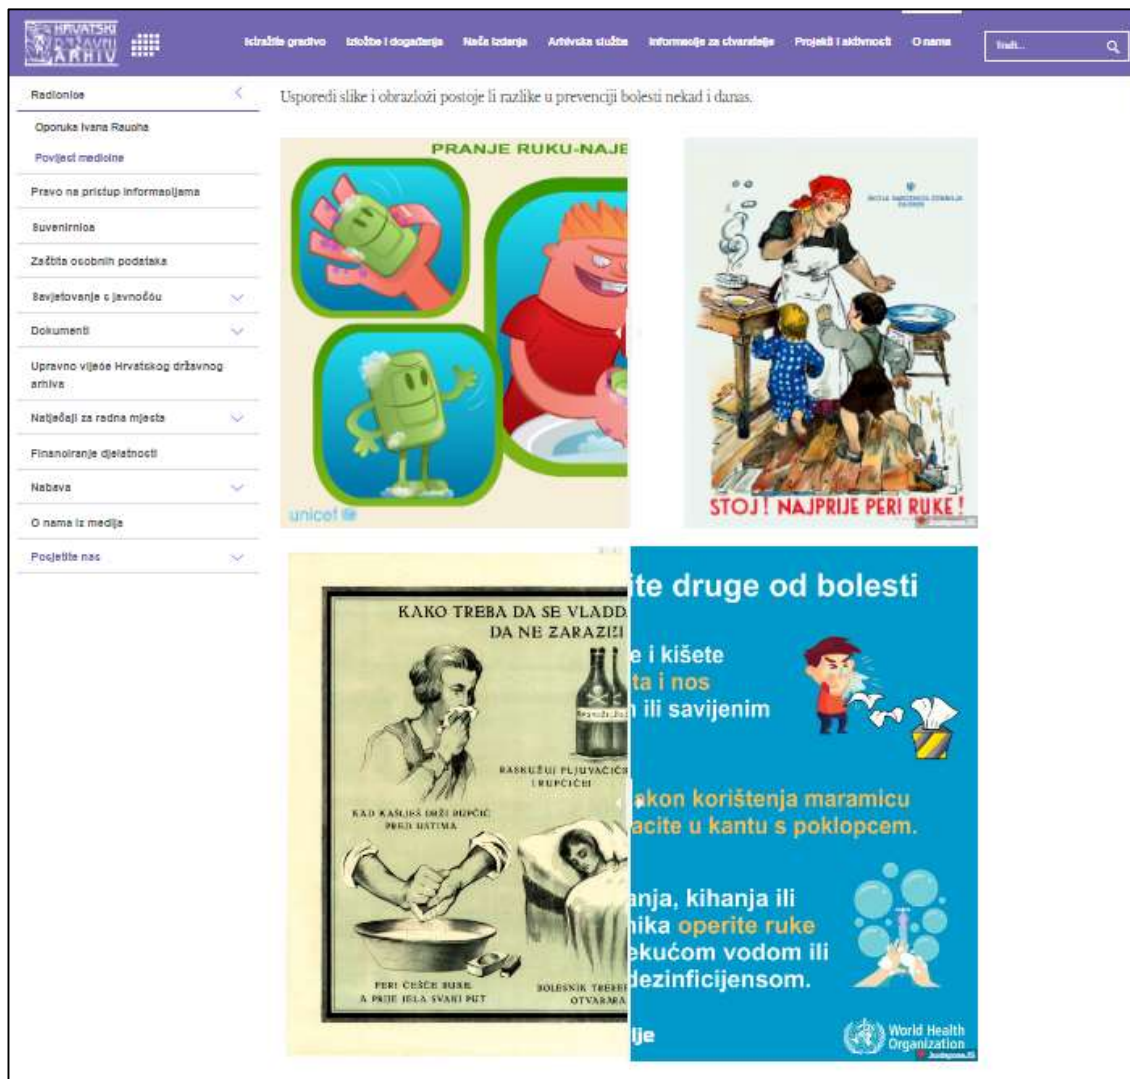 HRVATSKI
DRŽAVNI
ARHIV
Istražite gradivo
Izložbe i događanja
Naša izdanja
Arhivska služba
Informacije za stvaratelje
Projekti i aktivnosti
O nama
Traži...
Radionice
Oporuka Ivana Raucha
Povijest medicine
Pravo na pristup informacijama
Suvenirnica
Zaštita osobnih podataka
Savjetovanje s javnošću
Dokumenti
Upravno vijeće Hrvatskog državnog
arhiva
Natječaji za radna mjesta
Financiranje djelatnosti
Nabava
O nama iz medija
Posjetite nas
Usporedi slike i obrazloži postoje li razlike u prevenciji bolesti nekad i danas.
PRANJE RUKU-NAJE
unicef
STOJ! NAJPRIJE PERI RUKE!
JuxtaposeJS
KAKO TREBA DA SE VLADA
DA NE ZARAZI
KAD KAŠLJEŠ DRŽI RUPČIĆ
PRED USTIMA
RASKUŽUJ PLJUVAČICE
I RUPČIĆE!
PERI ČEŠĆE RUKE
A PRIJE JELA SVAKI PUT
BOLESNIK TREBA
OTVARA
ite druge od bolesti
e i kišete
ta i nos
n ili savijenim
akon korištenja maramicu
acite u kantu s poklopcem.
anja, kihanja ili
nika operite ruke
ekućom vodom ili
dezinficijensom.
lje
World Health
Organization
JuxtaposeJS